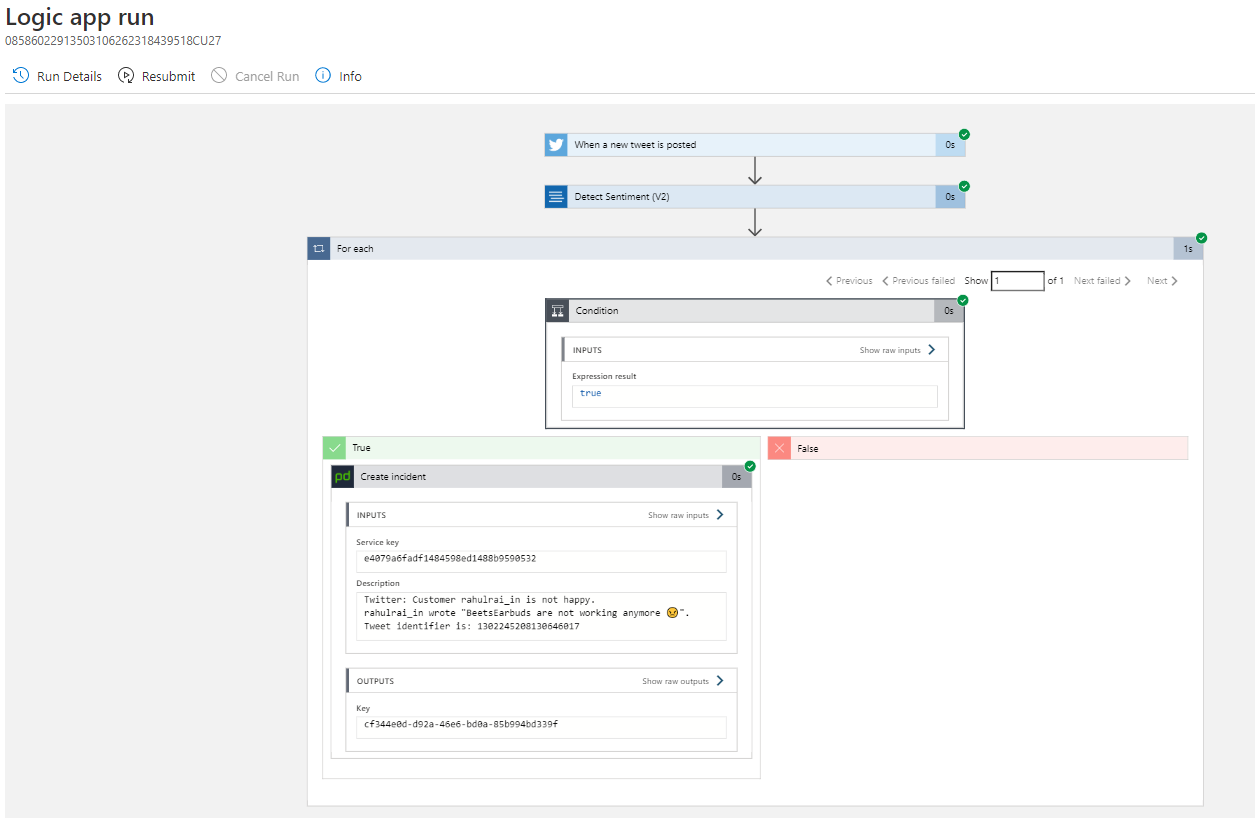 Logic app run
08586022913503106262318439518CU27
Run Details Resubmit Cancel Run Info
When a new tweet is posted 0s
Detect Sentiment (V2) 0s
For each 1s
Previous Previous failed Show 1 of 1 Next failed Next
Condition 0s
INPUTS Show raw inputs
Expression result
true
True
False
pd Create incident 0s
INPUTS Show raw inputs
Service key
e4079a6fadf1484598ed1488b9590532
Description
Twitter: Customer rahulrai_in is not happy.
rahulrai_in wrote "BeetsEarbuds are not working anymore 😠".
Tweet identifier is: 1302245208130646017
OUTPUTS Show raw outputs
Key
cf344e0d-d92a-46e6-bd0a-85b994bd339f